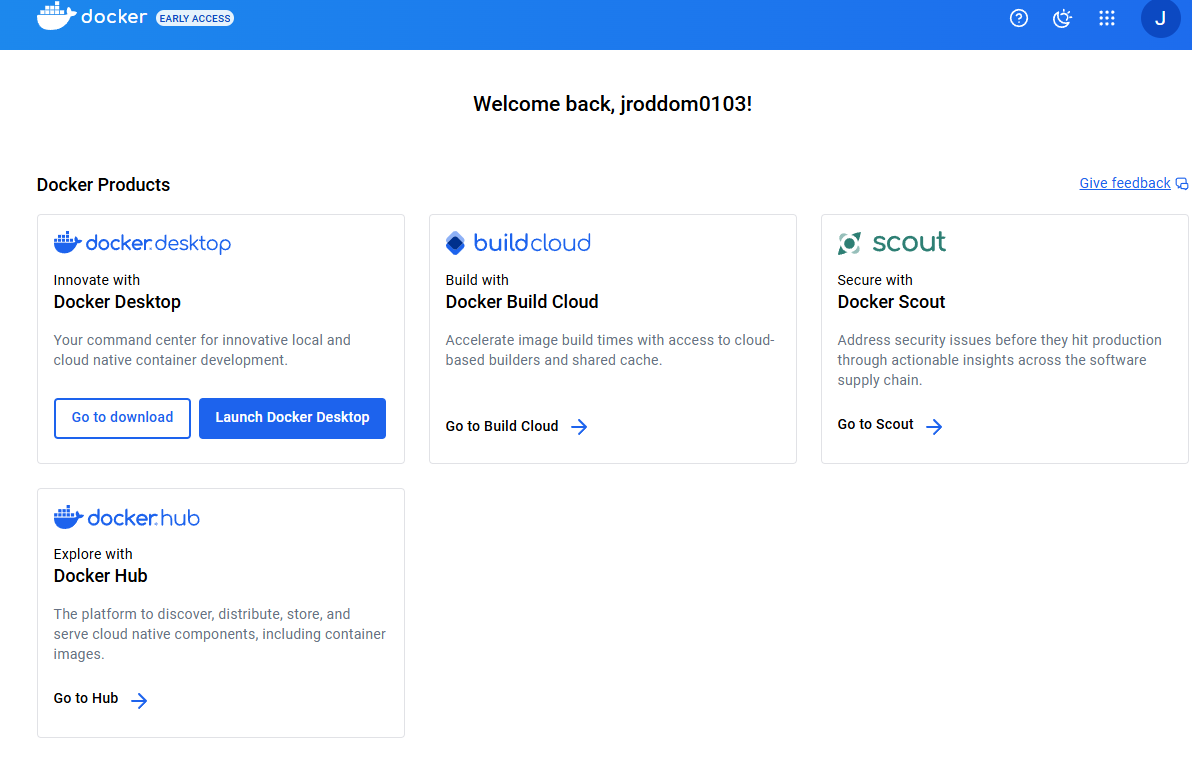 docker EARLY ACCESS
J
Welcome back, jroddom0103!
Docker Products
Give feedback
docker.desktop
Innovate with
Docker Desktop
Your command center for innovative local and
cloud native container development.
Go to download
Launch Docker Desktop
build cloud
Build with
Docker Build Cloud
Accelerate image build times with access to cloud-
based builders and shared cache.
Go to Build Cloud
scout
Secure with
Docker Scout
Address security issues before they hit production
through actionable insights across the software
supply chain.
Go to Scout
docker.hub
Explore with
Docker Hub
The platform to discover, distribute, store, and
serve cloud native components, including container
images.
Go to Hub